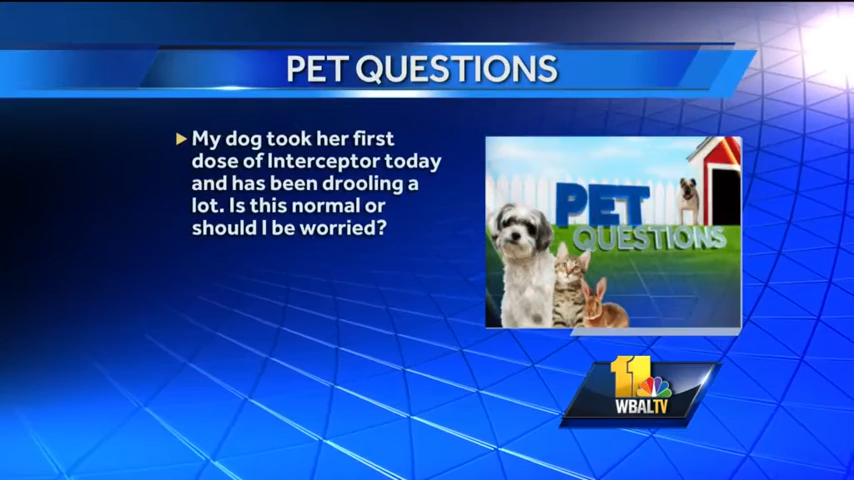 PET QUESTIONS
My dog took her first
dose of Interceptor today
and has been drooling a
lot. Is this normal or
should I be worried?
PET
QUESTIONS
11
WBALTV